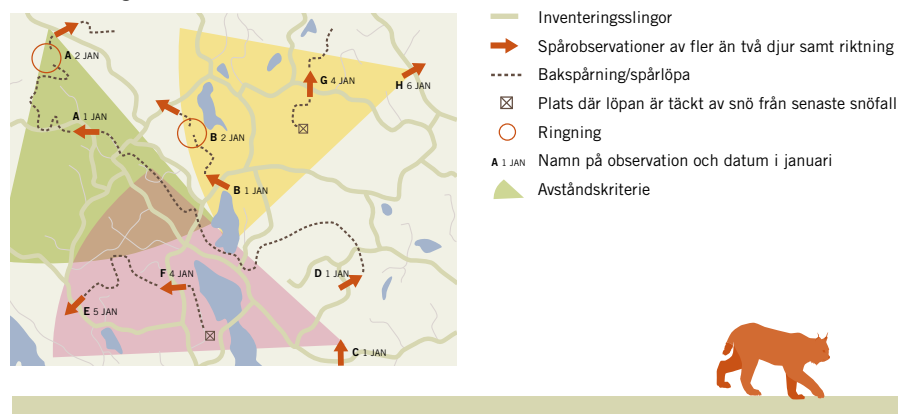 A 2 JAN
A 1 JAN
B 2 JAN
B 1 JAN
G 4 JAN
H 6 JAN
D 1 JAN
F 4 JAN
E 5 JAN
C 1 JAN
Inventeringsslingor
Spårobservationer av fler än två djur samt riktning
Bakspårning/spårlöpa
Plats där löpan är täckt av snö från senaste snöfall
Ringning
A 1 JAN Namn på observation och datum i januari
Avståndskriterie